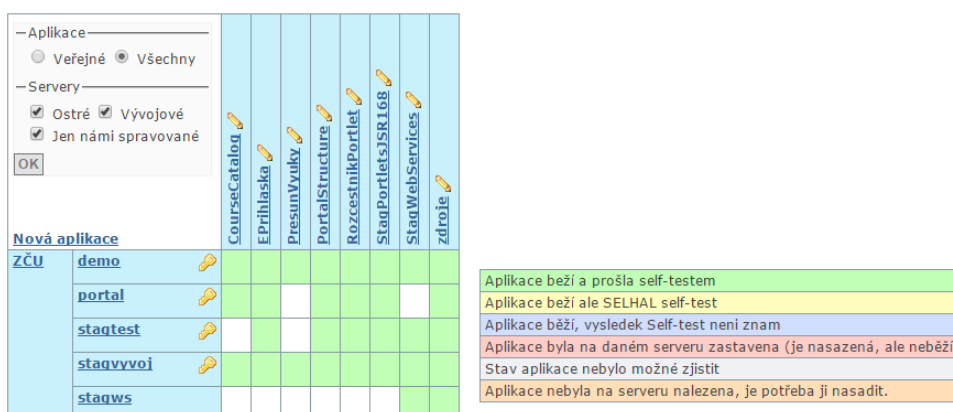 Aplikace
Veřejné Všechny
Servery
Ostré Vývojové
Jen námi spravované
OK
Nová aplikace
CourseCatalog
EPrihlaska
PresunVyuky
PortalStructure
RozcestnikPortlet
StagPortletsJSR168
StagWebServices
zdroje
ZČU
demo
portal
stagtest
stagvyvoj
stagws
Aplikace beží a prošla self-testem
Aplikace beží ale SELHAL self-test
Aplikace běží, vysledek Self-test neni znam
Aplikace byla na daném serveru zastavena (je nasazená, ale neběží
Stav aplikace nebylo možné zjistit
Aplikace nebyla na serveru nalezena, je potřeba ji nasadit.